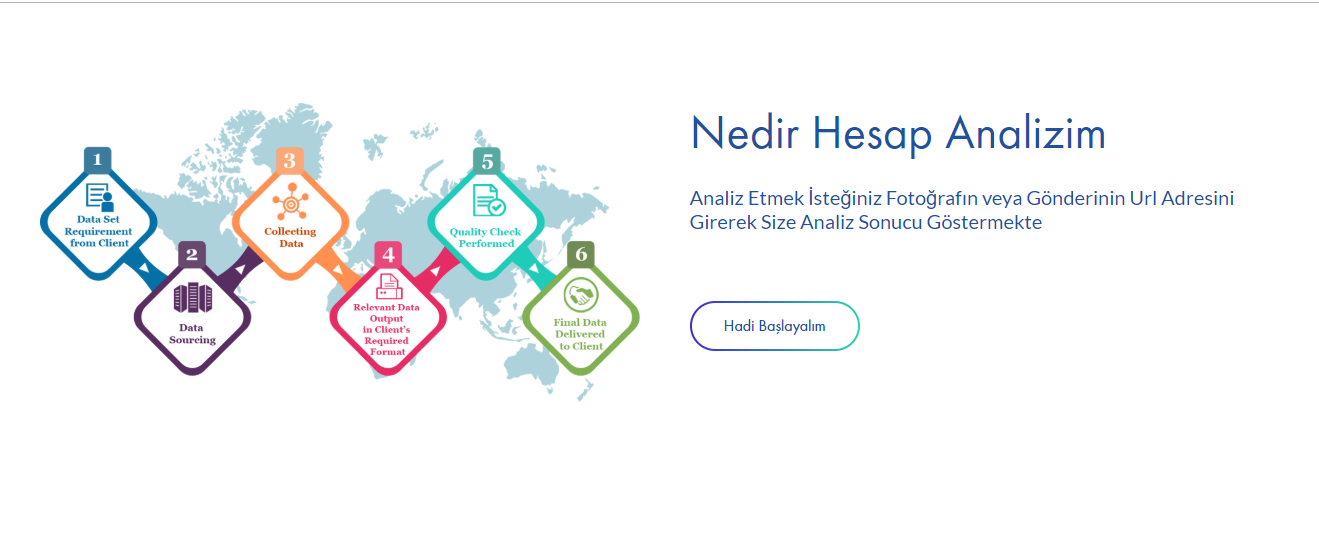 1
Data Set
Requirement
from Client
2
Data
Sourcing
3
Collecting
Data
4
Relevant Data
Output
in Client's
Required
Format
5
Quality Check
Performed
6
Final Data
Delivered
to Client
Nedir Hesap Analizim
Analiz Etmek İsteğiniz Fotoğrafın veya Gönderinin Url Adresini
Girerek Size Analiz Sonucu Göstermekte
Hadi Başlayalım